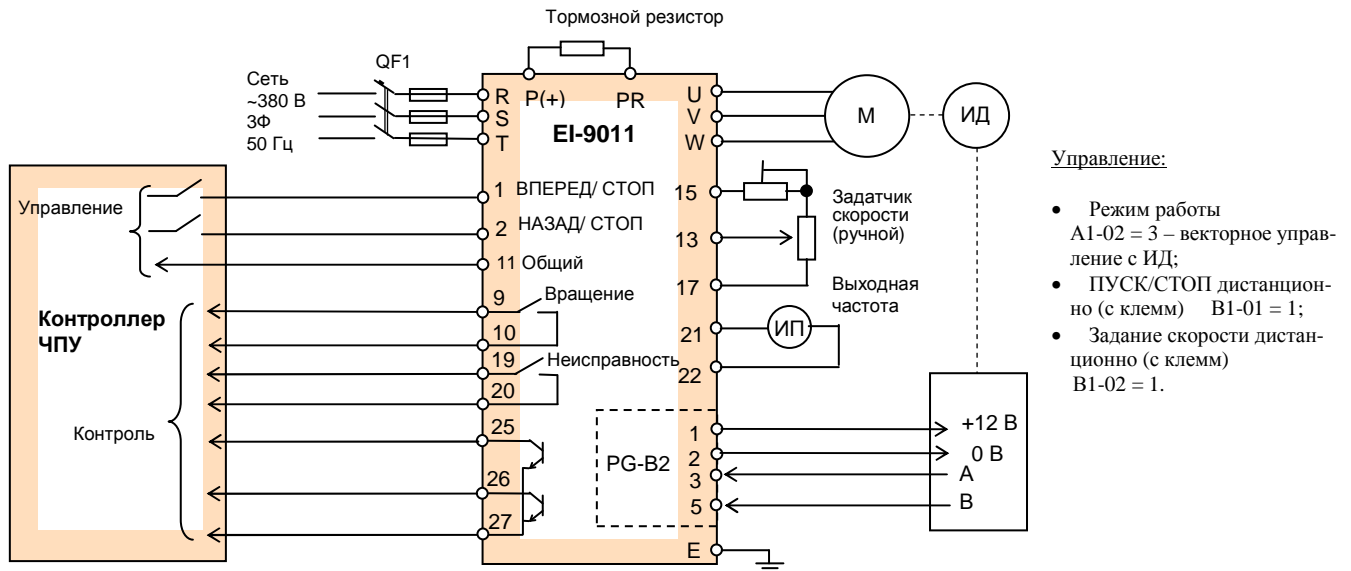 Тормозной резистор
QF1
Сеть
~380 В
3Ф
50 Гц
R
S
T
P(+)
PR
EI-9011
U
V
W
М
ИД
Управление
1
ВПЕРЕД/ СТОП
2
НАЗАД/ СТОП
11
Общий
9
Вращение
10
19
Неисправность
20
25
26
27
Контроллер
ЧПУ
Контроль
15
13
17
Задатчик
скорости
(ручной)
Выходная
частота
21
22
ИП
PG-B2
1
2
3
5
E
+12 В
0 В
А
В
Управление:
• Режим работы
А1-02 = 3 – векторное управ-
ление с ИД;
• ПУСК/СТОП дистанцион-
но (с клемм) В1-01 = 1;
• Задание скорости дистан-
ционно (с клемм)
В1-02 = 1.